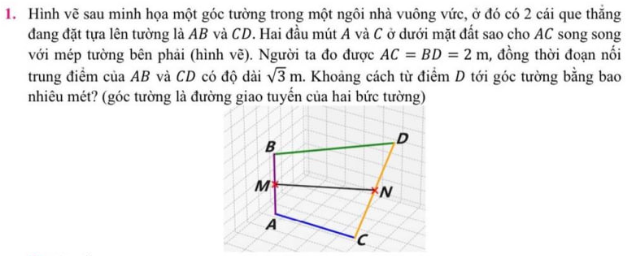 1. Hình vẽ sau minh họa một góc tường trong một ngôi nhà vuông vức, ở đó có 2 cái que thẳng
đang đặt tựa lên tường là AB và CD. Hai đầu mút A và C ở dưới mặt đất sao cho AC song song
với mép tường bên phải (hình vẽ). Người ta đo được AC = BD = 2 m, đồng thời đoạn nối
trung điểm của AB và CD có độ dài √3 m. Khoảng cách từ điểm D tới góc tường bằng bao
nhiêu mét? (góc tường là đường giao tuyến của hai bức tường)
D
B
M
N
A
C